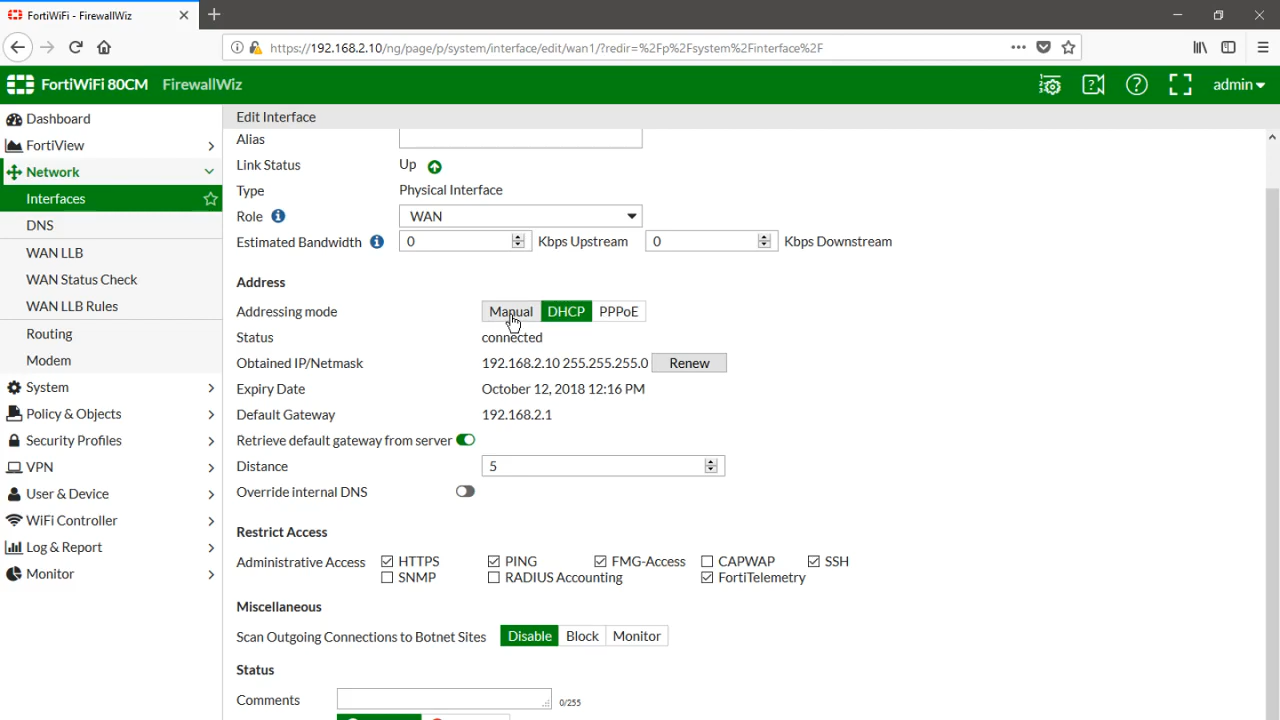 FortiWiFi - FirewallWiz
https://192.168.2.10/ng/page/p/system/interface/edit/wan1/?redir=%2Fp%2Fsystem%2Finterface%2F
FortiWiFi 80CM FirewallWiz admin
Dashboard
FortiView
Network
Interfaces
DNS
WAN LLB
WAN Status Check
WAN LLB Rules
Routing
Modem
System
Policy & Objects
Security Profiles
VPN
User & Device
WiFi Controller
Log & Report
Monitor
Edit Interface
Alias
Link Status Up
Type Physical Interface
Role WAN
Estimated Bandwidth 0 Kbps Upstream 0 Kbps Downstream
Address
Addressing mode Manual DHCP PPPoE
Status connected
Obtained IP/Netmask 192.168.2.10 255.255.255.0 Renew
Expiry Date October 12, 2018 12:16 PM
Default Gateway 192.168.2.1
Retrieve default gateway from server
Distance 5
Override internal DNS
Restrict Access
Administrative Access HTTPS PING FMG-Access CAPWAP SSH
SNMP RADIUS Accounting FortiTelemetry
Miscellaneous
Scan Outgoing Connections to Botnet Sites Disable Block Monitor
Status
Comments 0/255